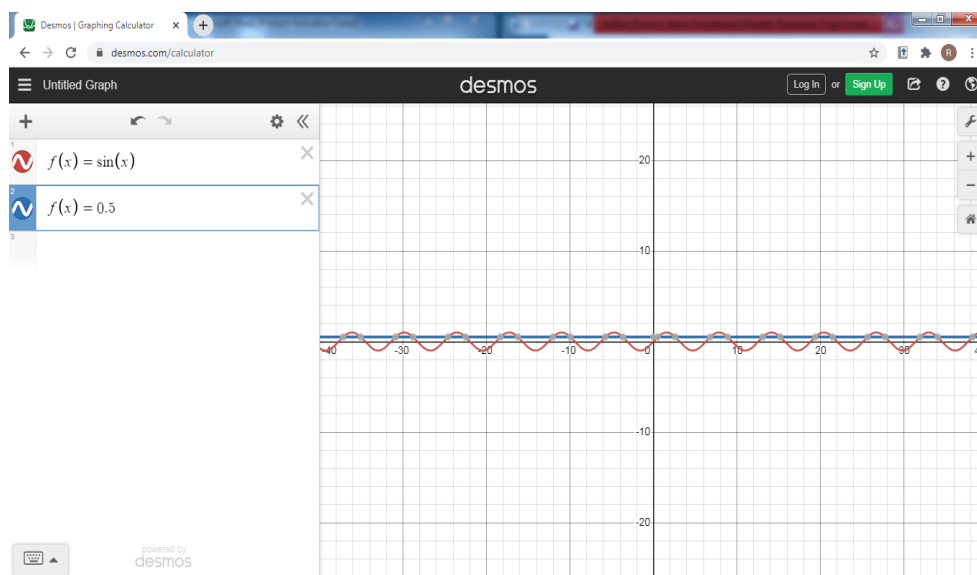 Desmos | Graphing Calculator
desmos.com/calculator
R
Untitled Graph
desmos
Log In or Sign Up
1
f(x) = sin(x)
2
f(x) = 0.5
3
20
10
-40 -30 -20 -10 0 10 20 30 4
-10
-20
powered by
desmos